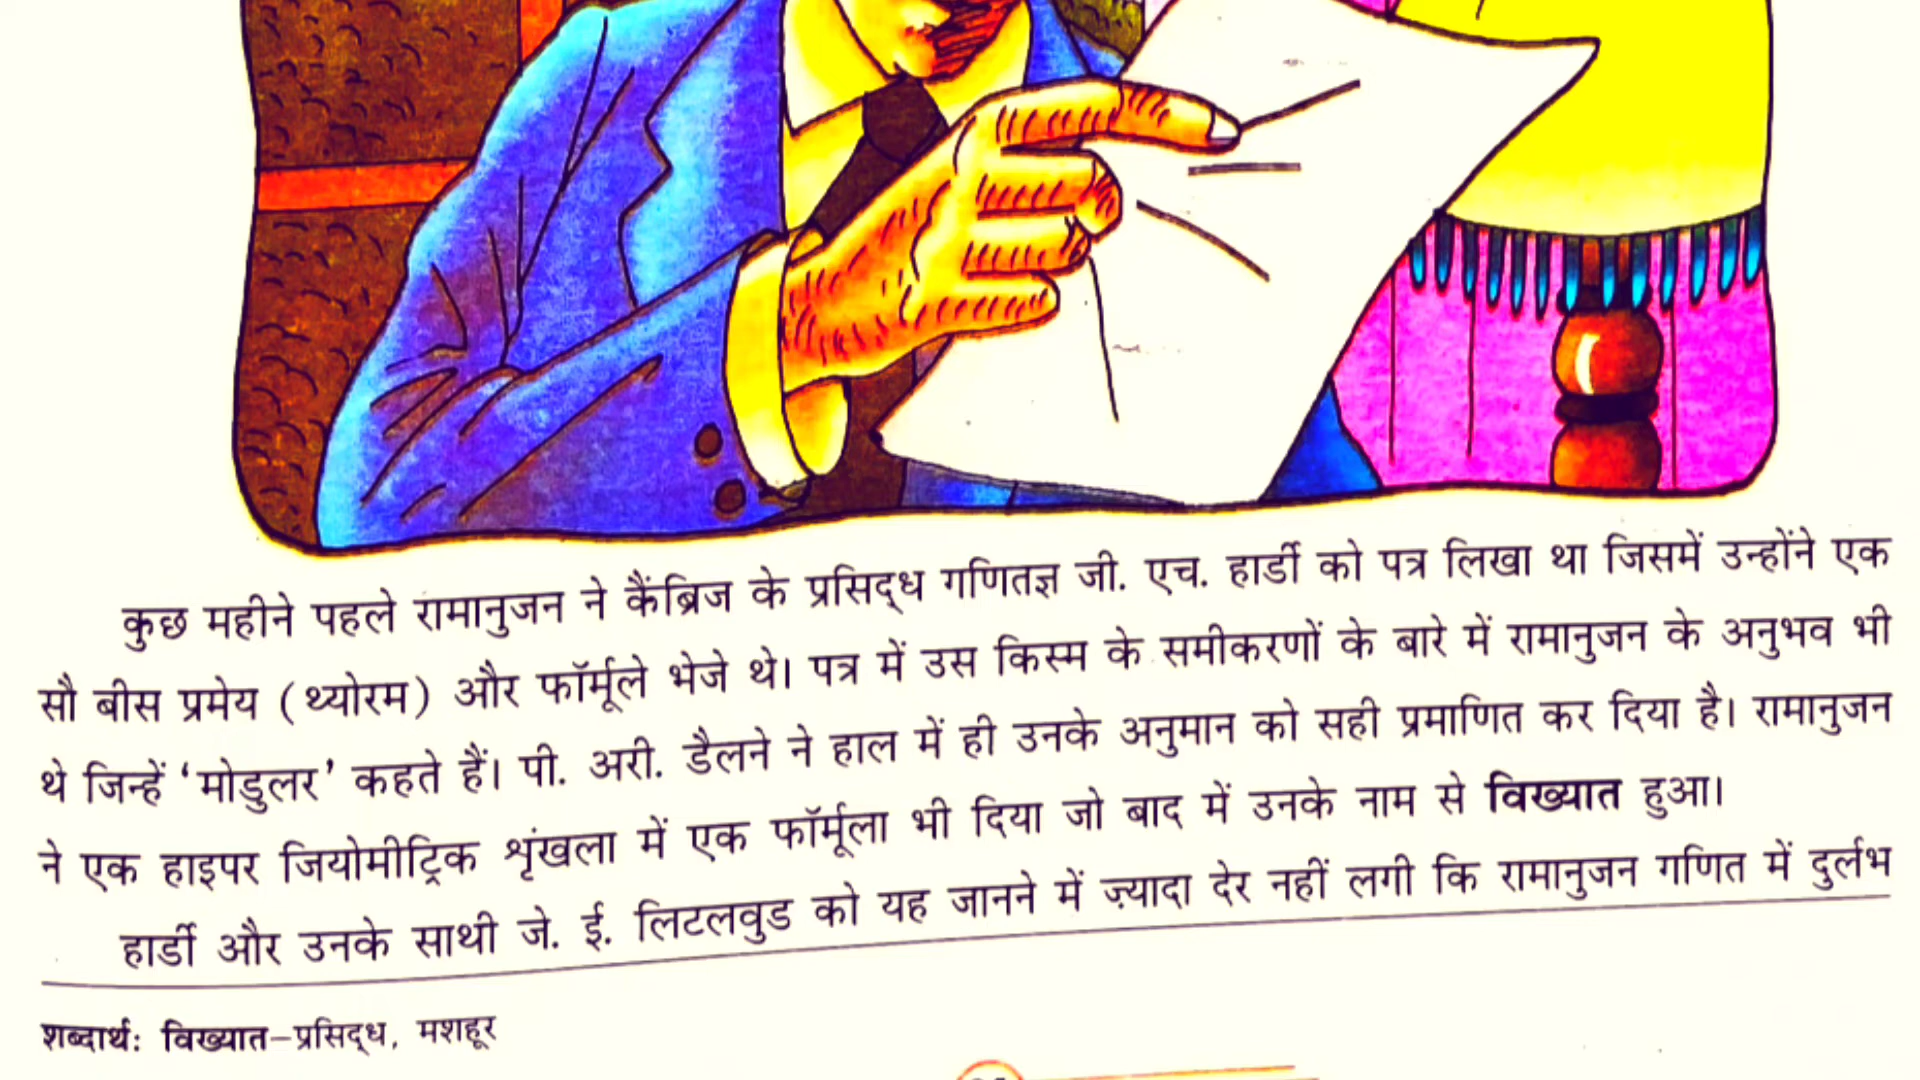 कुछ महीने पहले रामानुजन ने कैंब्रिज के प्रसिद्ध गणितज्ञ जी. एच. हार्डी को पत्र लिखा था जिसमें उन्होंने एक
सौ बीस प्रमेय (थ्योरम) और फॉर्मूले भेजे थे। पत्र में उस किस्म के समीकरणों के बारे में रामानुजन के अनुभव भी
थे जिन्हें ‘मोडुलर’ कहते हैं। पी. अरी. डैलने ने हाल में ही उनके अनुमान को सही प्रमाणित कर दिया है। रामानुजन
ने एक हाइपर जियोमीट्रिक शृंखला में एक फॉर्मूला भी दिया जो बाद में उनके नाम से विख्यात हुआ।
हार्डी और उनके साथी जे. ई. लिटलवुड को यह जानने में ज़्यादा देर नहीं लगी कि रामानुजन गणित में दुर्लभ
शब्दार्थ: विख्यात–प्रसिद्ध, मशहूर